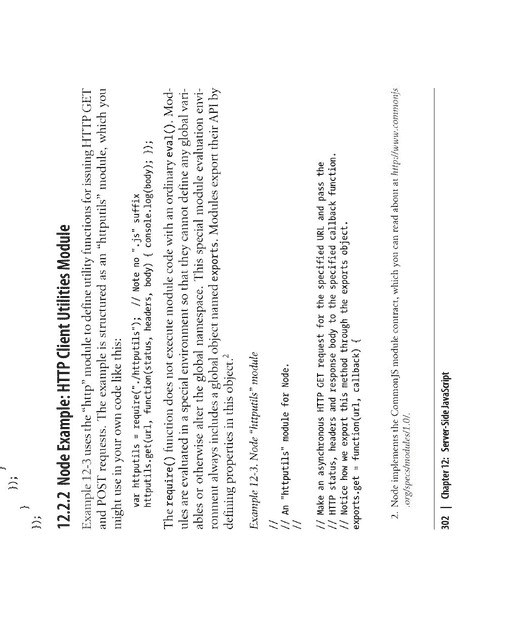 }
});
}
});
12.2.2 Node Example: HTTP Client Utilities Module
Example 12-3 uses the "http" module to define utility functions for issuing HTTP GET
and POST requests. The example is structured as an "httputils" module, which you
might use in your own code like this:
var httputils = require("./httputils"); // Note no ".js" suffix
httputils.get(url, function(status, headers, body) { console.log(body); });
The require() function does not execute module code with an ordinary eval(). Mod-
ules are evaluated in a special environment so that they cannot define any global vari-
ables or otherwise alter the global namespace. This special module evaluation envi-
ronment always includes a global object named exports. Modules export their API by
defining properties in this object.2
Example 12-3. Node "httputils" module
//
// An "httputils" module for Node.
//
// Make an asynchronous HTTP GET request for the specified URL and pass the
// HTTP status, headers and response body to the specified callback function.
// Notice how we export this method through the exports object.
exports.get = function(url, callback) {
2. Node implements the CommonJS module contract, which you can read about at http://www.commonjs
.org/specs/modules/1.0/.
302 | Chapter 12: Server-Side JavaScript